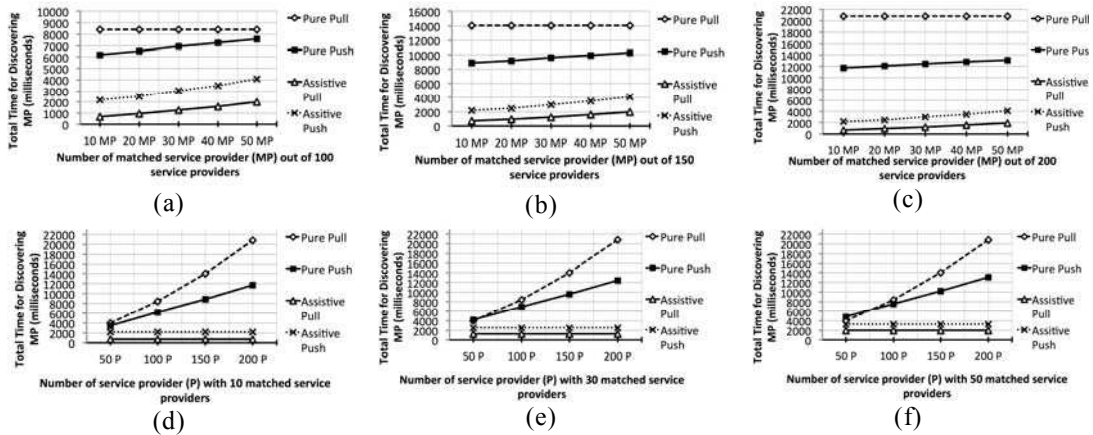 Total Time for Discovering
MP (milliseconds)
10000
9000
8000
7000
6000
5000
4000
3000
2000
1000
0
10 MP 20 MP 30 MP 40 MP 50 MP
Number of matched service provider (MP) out of 100
service providers
Pure Pull
Pure Push
Assistive
Pull
Assitive
Push
(a)
Total Time for Discovering
MP (milliseconds)
16000
14000
12000
10000
8000
6000
4000
2000
0
10 MP 20 MP 30 MP 40 MP 50 MP
Number of matched service provider (MP) out of 150
service providers
Pure Pull
Pure Push
Assistive
Pull
Assitive
Push
(b)
Total Time for Discovering
MP (milliseconds)
22000
20000
18000
16000
14000
12000
10000
8000
6000
4000
2000
0
10 MP 20 MP 30 MP 40 MP 50 MP
Number of matched service provider (MP) out of 200
service providers
Pure Pull
Pure Pus
Assistive
Pull
Assitive
Push
(c)
Total Time for Discovering
MP (milliseconds)
22000
20000
18000
16000
14000
12000
10000
8000
6000
4000
2000
0
50 P 100 P 150 P 200 P
Number of service provider (P) with 10 matched service
providers
Pure Pull
Pure Push
Assistive
Pull
Assitive
Push
(d)
Total Time for Discovering
MP (milliseconds)
22000
20000
18000
16000
14000
12000
10000
8000
6000
4000
2000
0
50 P 100 P 150 P 200 P
Number of service provider (P) with 30 matched service
providers
Pure Pull
Pure Push
Assistive
Pull
Assitive
Push
(e)
Total Time for Discovering
MP (milliseconds)
22000
20000
18000
16000
14000
12000
10000
8000
6000
4000
2000
0
50 P 100 P 150 P 200 P
Number of service provider (P) with 50 matched service
providers
Pure Pull
Pure Push
Assistive
Pull
Assitive
Push
(f)